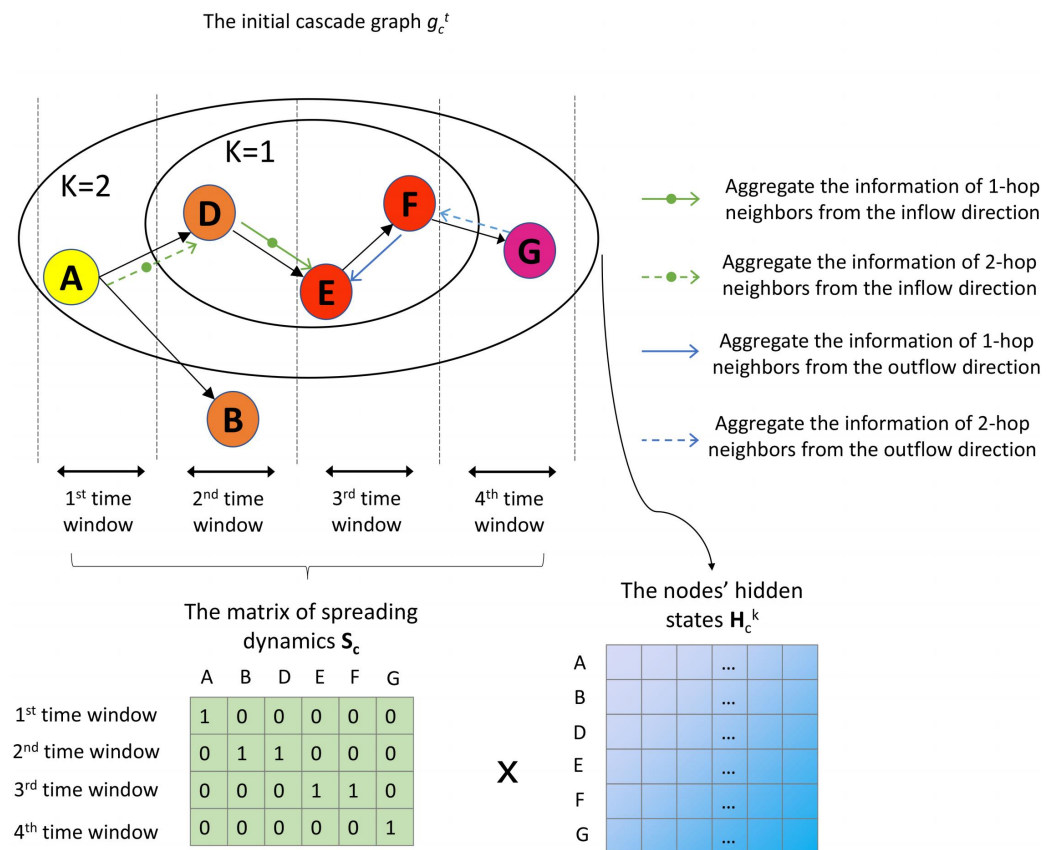 The initial cascade graph g_c^t
K=1
K=2
D
F
A
G
E
B
Aggregate the information of 1-hop
neighbors from the inflow direction
Aggregate the information of 2-hop
neighbors from the inflow direction
Aggregate the information of 1-hop
neighbors from the outflow direction
Aggregate the information of 2-hop
neighbors from the outflow direction
1st time
window
2nd time
window
3rd time
window
4th time
window
The matrix of spreading
dynamics S_c
A B D E F G
1st time window 1 0 0 0 0 0
2nd time window 0 1 1 0 0 0
3rd time window 0 0 0 1 1 0
4th time window 0 0 0 0 0 1
X
The nodes' hidden
states H_c^k
A ...
B ...
D ...
E ...
F ...
G ...